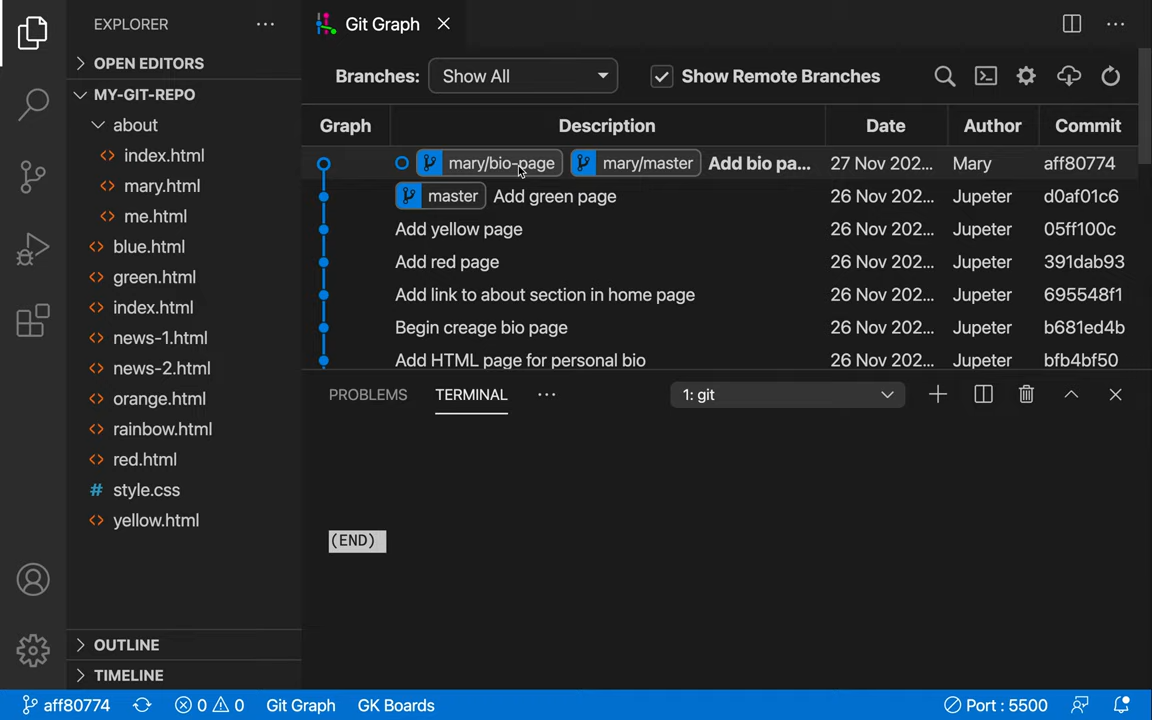 EXPLORER
Git Graph
OPEN EDITORS
MY-GIT-REPO
about
index.html
mary.html
me.html
blue.html
green.html
index.html
news-1.html
news-2.html
orange.html
rainbow.html
red.html
style.css
yellow.html
OUTLINE
TIMELINE
Branches: Show All Show Remote Branches
Graph Description Date Author Commit
mary/bio-page mary/master Add bio pa... 27 Nov 202... Mary aff80774
master Add green page 26 Nov 202... Jupeter d0af01c6
Add yellow page 26 Nov 202... Jupeter 05ff100c
Add red page 26 Nov 202... Jupeter 391dab93
Add link to about section in home page 26 Nov 202... Jupeter 695548f1
Begin creage bio page 26 Nov 202... Jupeter b681ed4b
Add HTML page for personal bio 26 Nov 202... Jupeter bfb4bf50
PROBLEMS TERMINAL 1: git
(END)
aff80774 0 0 Git Graph GK Boards Port : 5500